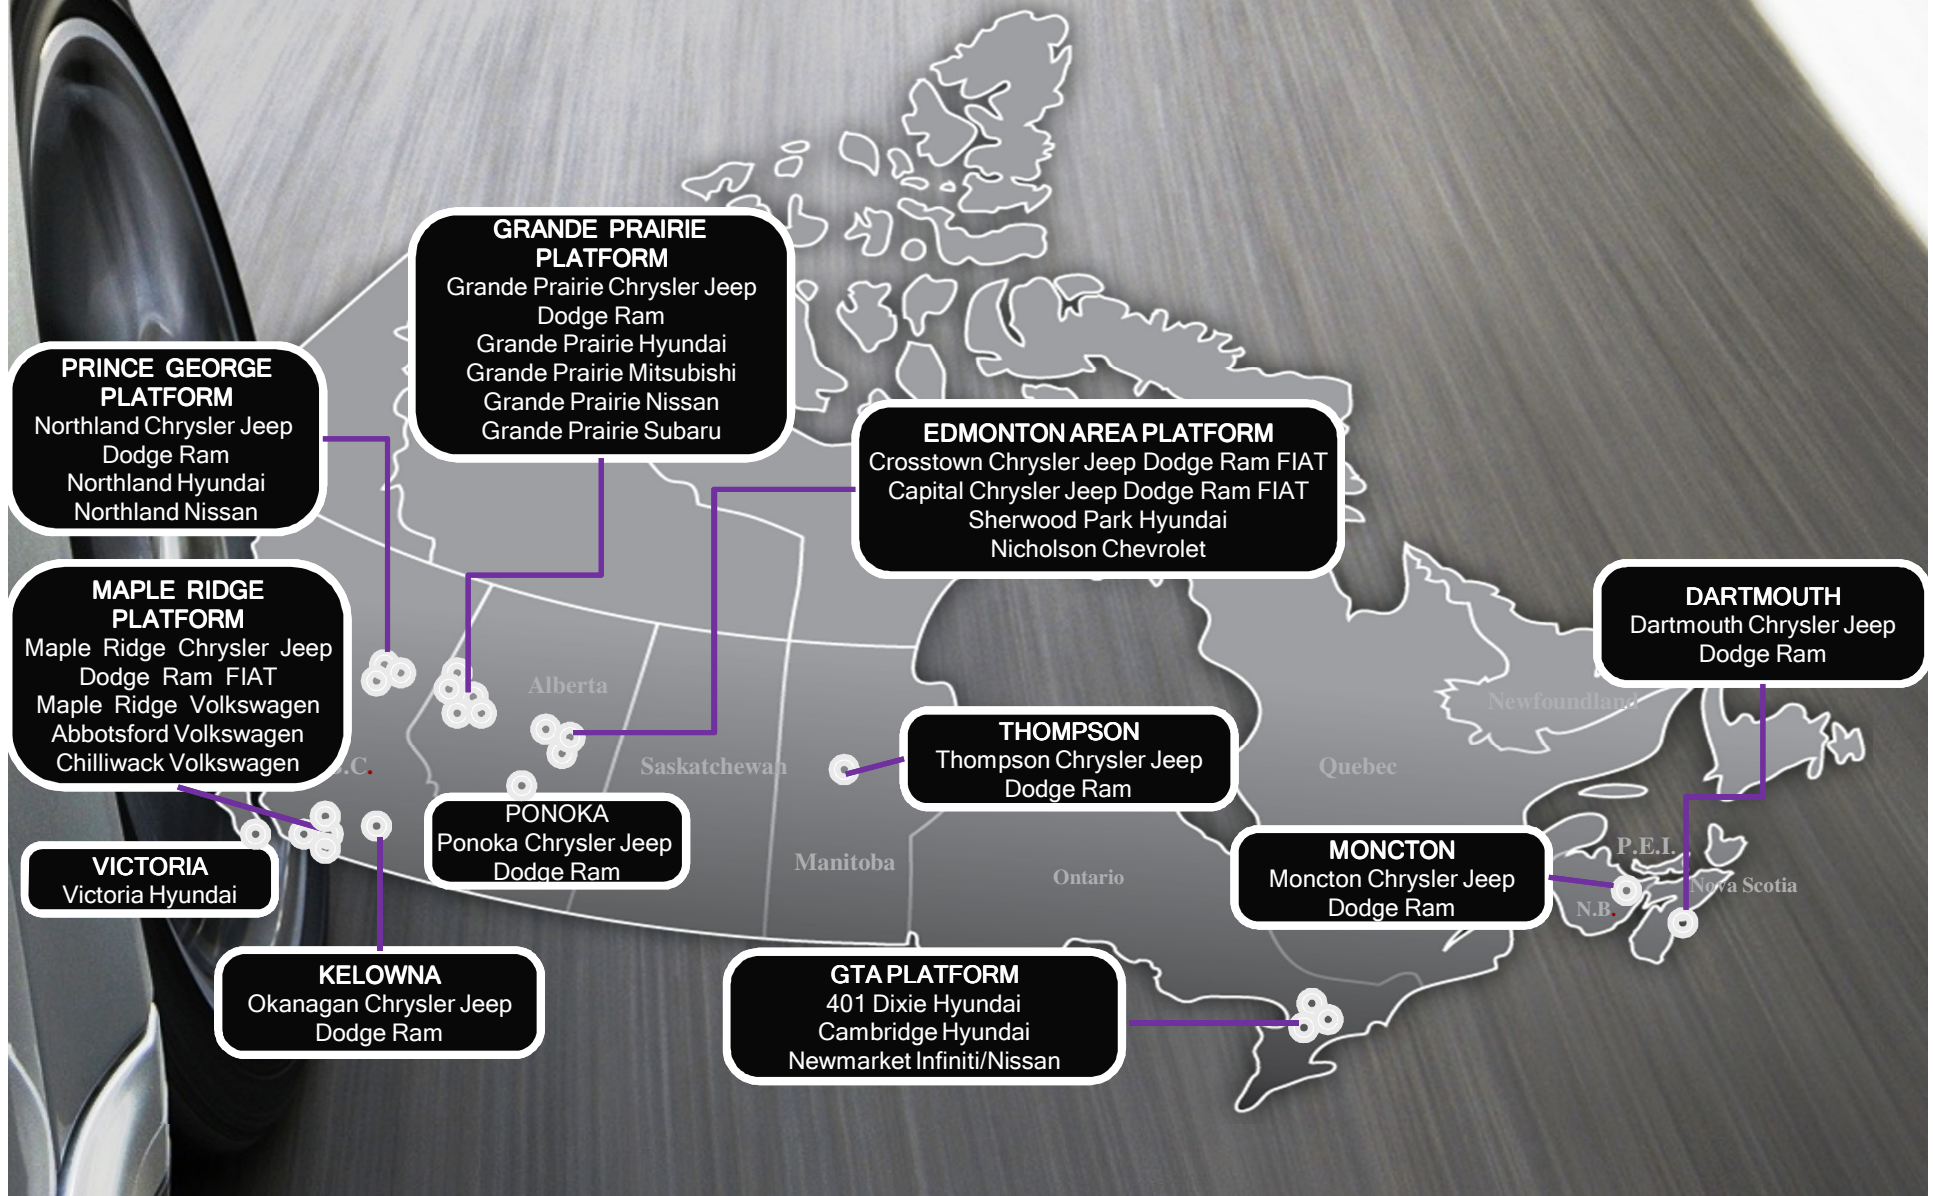 GRANDE PRAIRIE
PLATFORM
Grande Prairie Chrysler Jeep
Dodge Ram
Grande Prairie Hyundai
Grande Prairie Mitsubishi
Grande Prairie Nissan
Grande Prairie Subaru
PRINCE GEORGE
PLATFORM
Northland Chrysler Jeep
Dodge Ram
Northland Hyundai
Northland Nissan
EDMONTON AREA PLATFORM
Crosstown Chrysler Jeep Dodge Ram FIAT
Capital Chrysler Jeep Dodge Ram FIAT
Sherwood Park Hyundai
Nicholson Chevrolet
MAPLE RIDGE
PLATFORM
Maple Ridge Chrysler Jeep
Dodge Ram FIAT
Maple Ridge Volkswagen
Abbotsford Volkswagen
Chilliwack Volkswagen
DARTMOUTH
Dartmouth Chrysler Jeep
Dodge Ram
Alberta
Newfoundland
THOMPSON
Thompson Chrysler Jeep
Dodge Ram
.C.
Saskatchewan
Quebec
PONOKA
Ponoka Chrysler Jeep
Dodge Ram
VICTORIA
Victoria Hyundai
Manitoba
Ontario
MONCTON
Moncton Chrysler Jeep
Dodge Ram
P.E.I.
Nova Scotia
N.B.
KELOWNA
Okanagan Chrysler Jeep
Dodge Ram
GTA PLATFORM
401 Dixie Hyundai
Cambridge Hyundai
Newmarket Infiniti/Nissan